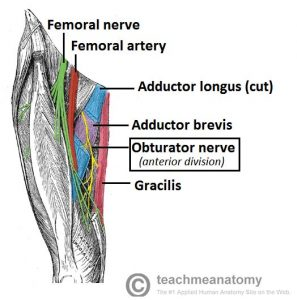 Femoral nerve
Femoral artery
Adductor longus (cut)
Adductor brevis
Obturator nerve
(anterior division)
Gracilis
© teachmeanatomy
The #1 Applied Human Anatomy Site on the Web.